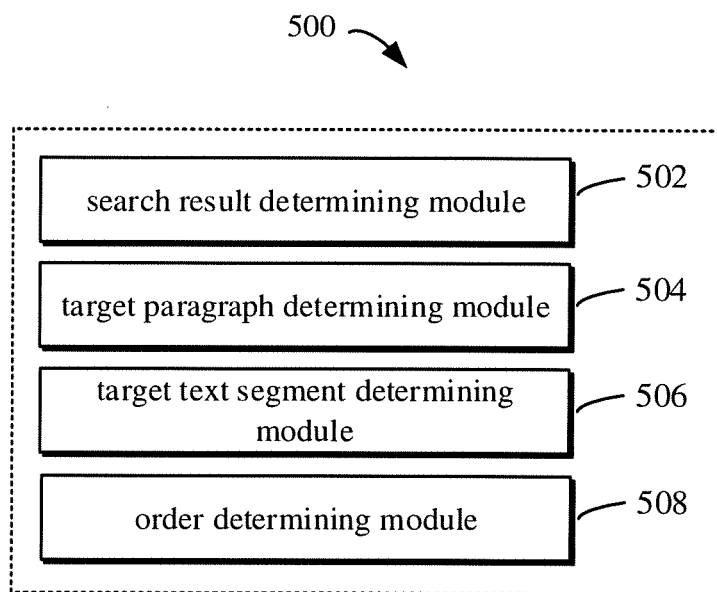 500
search result determining module
502
target paragraph determining module
504
target text segment determining
module
506
order determining module
508